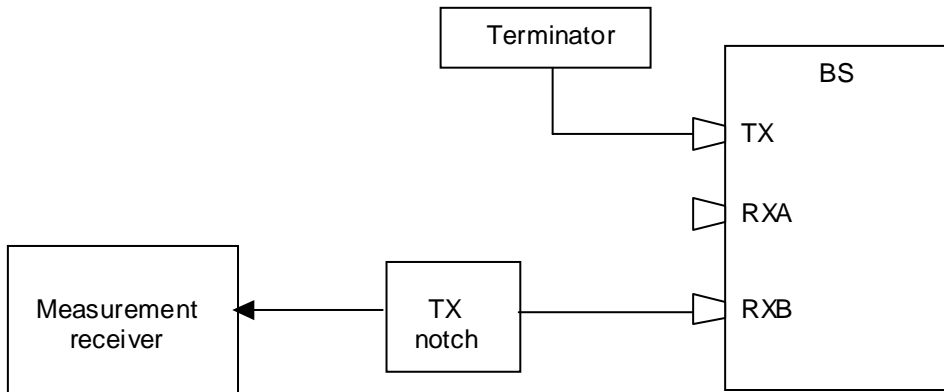 Terminator
BS
TX
RXA
RXB
Measurement
receiver
TX
notch